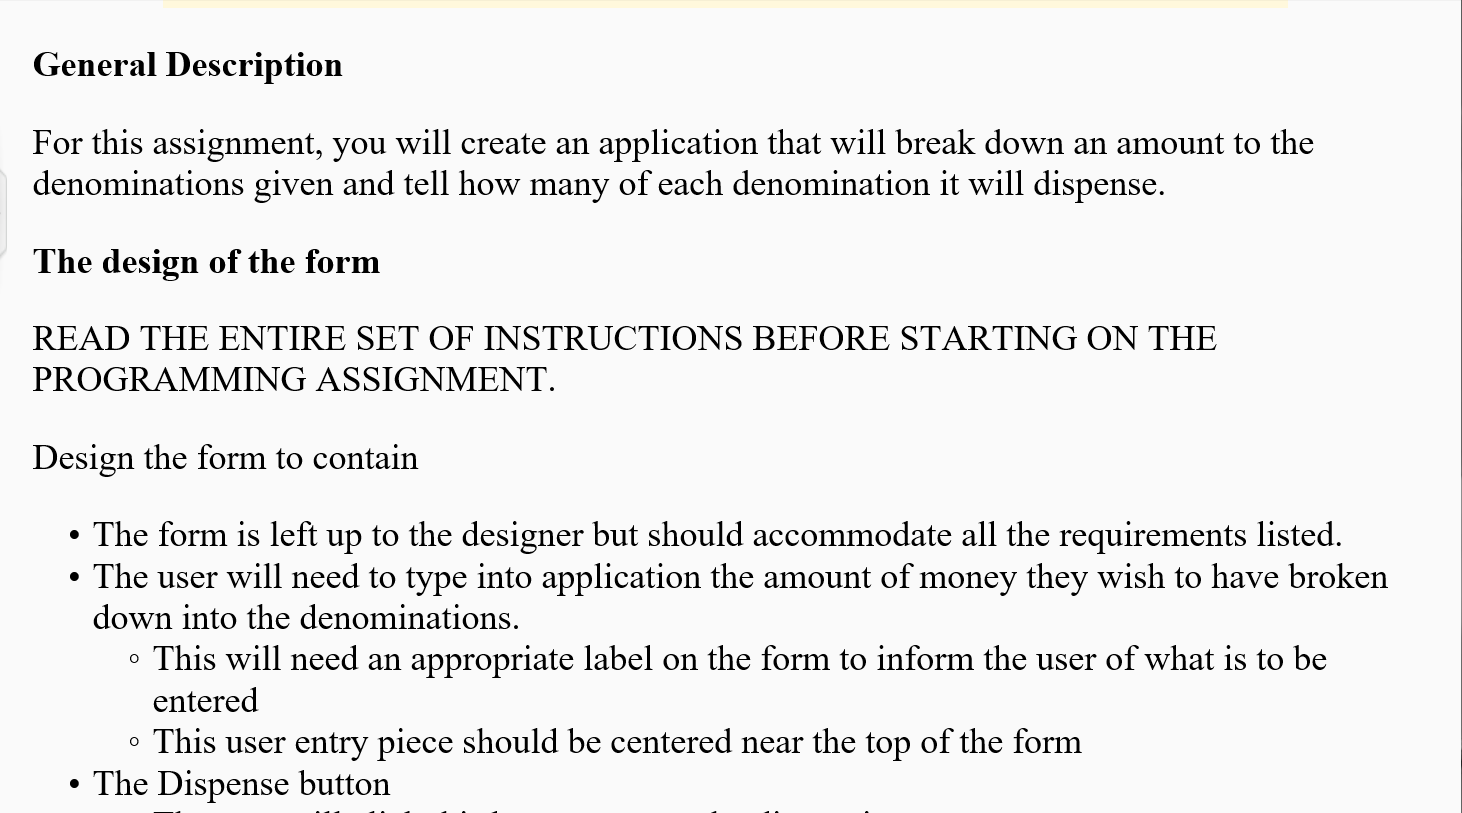 General Description
For this assignment, you will create an application that will break down an amount to the
denominations given and tell how many of each denomination it will dispense.
The design of the form
READ THE ENTIRE SET OF INSTRUCTIONS BEFORE STARTING ON THE
PROGRAMMING ASSIGNMENT.
Design the form to contain
• The form is left up to the designer but should accommodate all the requirements listed.
• The user will need to type into application the amount of money they wish to have broken
down into the denominations.
◦ This will need an appropriate label on the form to inform the user of what is to be
entered
◦ This user entry piece should be centered near the top of the form
• The Dispense button